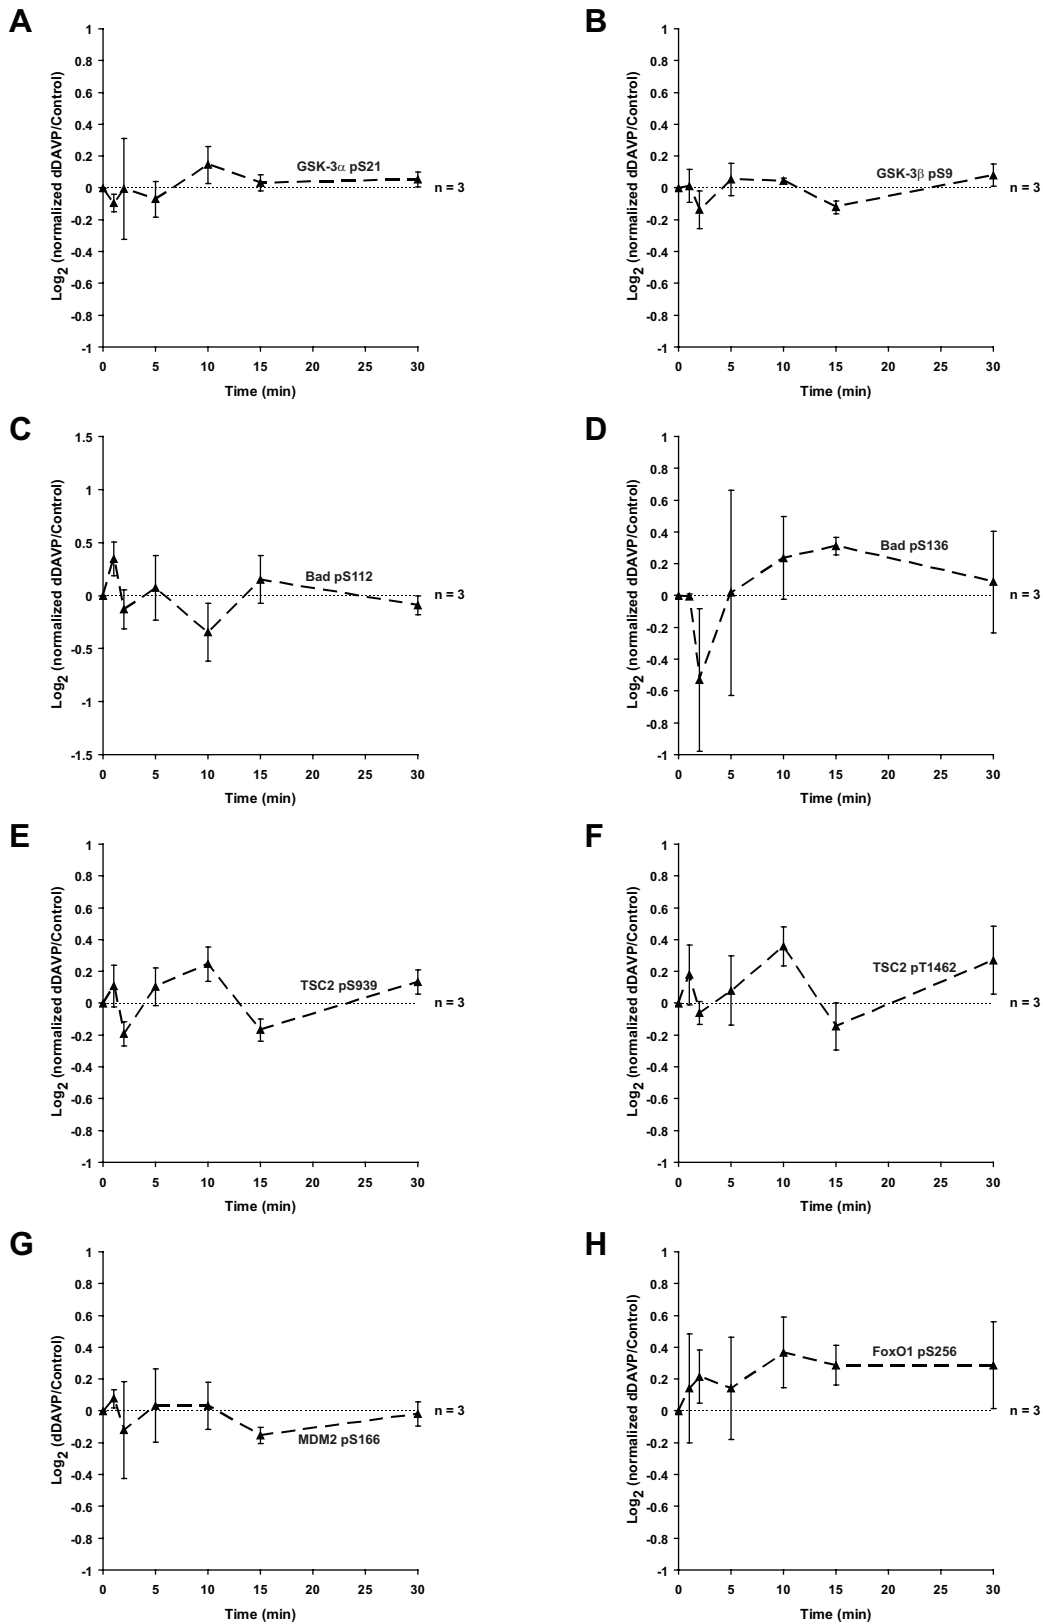 A
Log2 (normalized dDAVP/Control)
1
0.8
0.6
0.4
0.2
0
-0.2
-0.4
-0.6
-0.8
-1
GSK-3α pS21
n = 3
0 5 10 15 20 25 30
Time (min)
B
Log2 (normalized dDAVP/Control)
1
0.8
0.6
0.4
0.2
0
-0.2
-0.4
-0.6
-0.8
-1
GSK-3β pS9
n = 3
0 5 10 15 20 25 30
Time (min)
C
Log2 (normalized dDAVP/Control)
1.5
1
0.5
0
-0.5
-1
-1.5
Bad pS112
n = 3
0 5 10 15 20 25 30
Time (min)
D
Log2 (normalized dDAVP/Control)
1
0.8
0.6
0.4
0.2
0
-0.2
-0.4
-0.6
-0.8
-1
Bad pS136
n = 3
0 5 10 15 20 25 30
Time (min)
E
Log2 (normalized dDAVP/Control)
1
0.8
0.6
0.4
0.2
0
-0.2
-0.4
-0.6
-0.8
-1
TSC2 pS939
n = 3
0 5 10 15 20 25 30
Time (min)
F
Log2 (normalized dDAVP/Control)
1
0.8
0.6
0.4
0.2
0
-0.2
-0.4
-0.6
-0.8
-1
TSC2 pT1462
n = 3
0 5 10 15 20 25 30
Time (min)
G
Log2 (dDAVP/Control)
1
0.8
0.6
0.4
0.2
0
-0.2
-0.4
-0.6
-0.8
-1
MDM2 pS166
n = 3
0 5 10 15 20 25 30
Time (min)
H
Log2 (normalized dDAVP/Control)
1
0.8
0.6
0.4
0.2
0
-0.2
-0.4
-0.6
-0.8
-1
FoxO1 pS256
n = 3
0 5 10 15 20 25 30
Time (min)